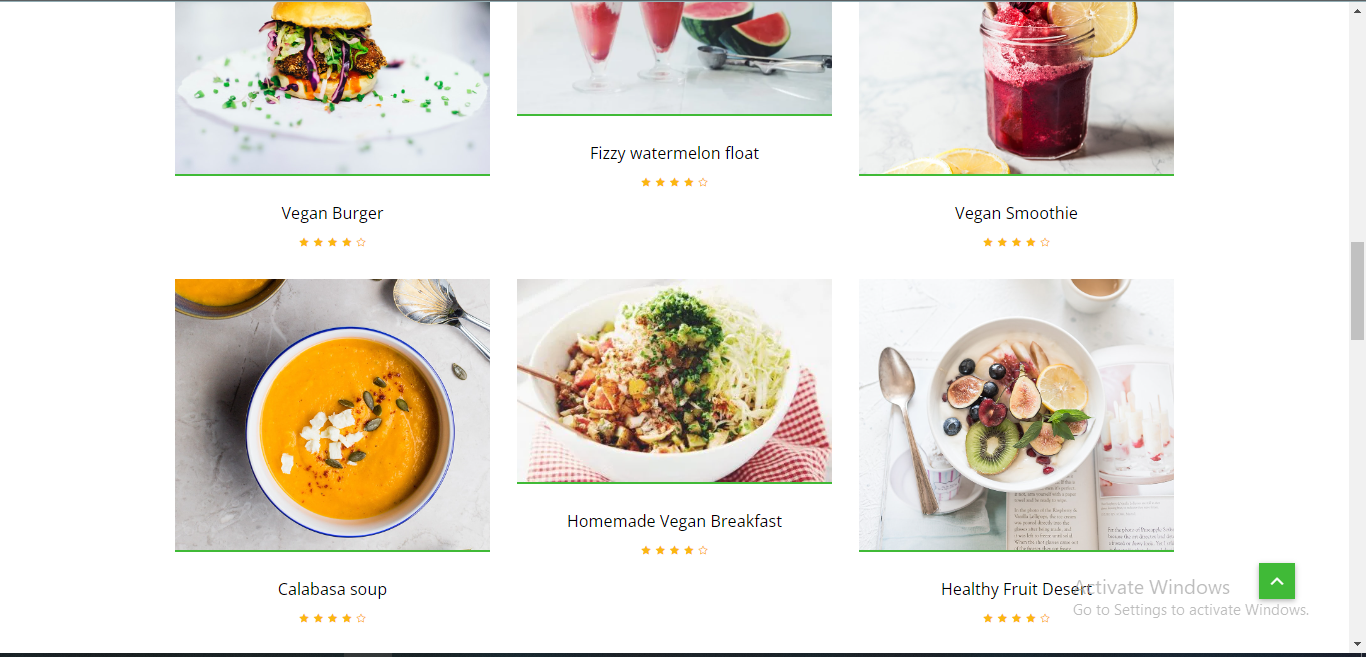 Fizzy watermelon float
Vegan Burger
Vegan Smoothie
Homemade Vegan Breakfast
Calabasa soup
Healthy Fruit Desert
Activate Windows
Go to Settings to activate Windows.